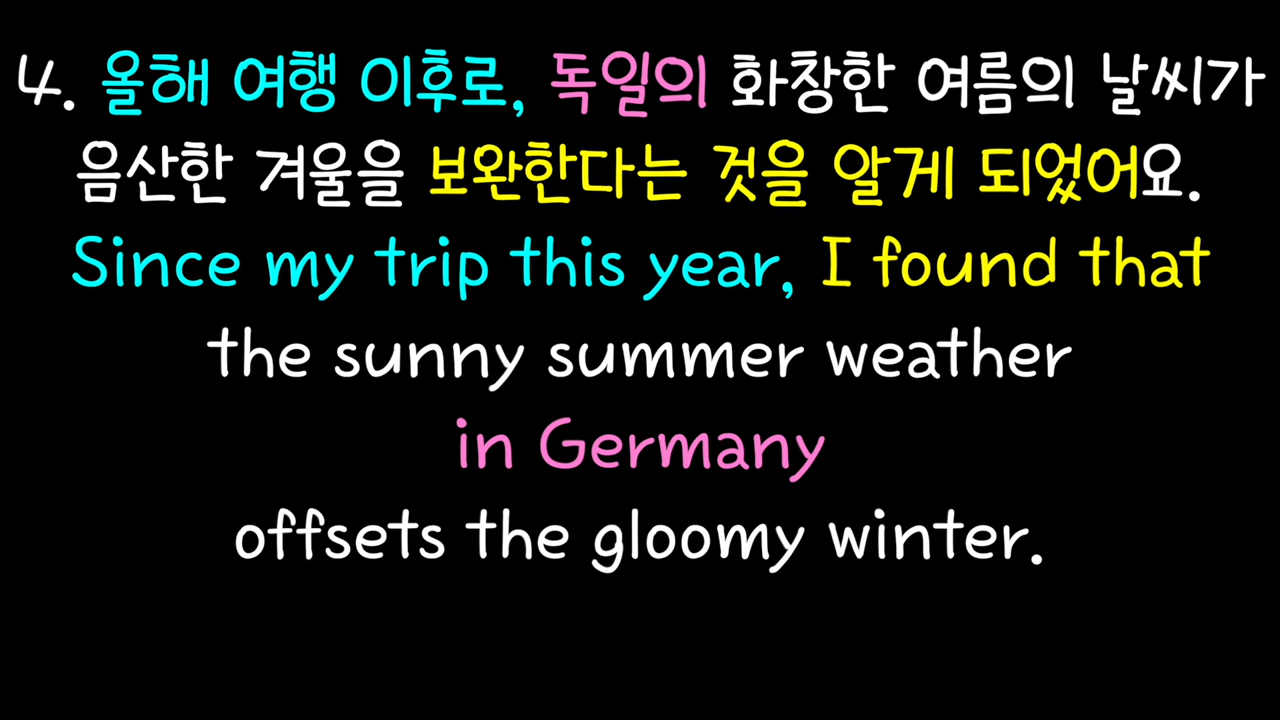 4. 올해 여행 이후로, 독일의 화창한 여름의 날씨가
음산한 겨울을 보완한다는 것을 알게 되었어요.
Since my trip this year, I found that
the sunny summer weather
in Germany
offsets the gloomy winter.